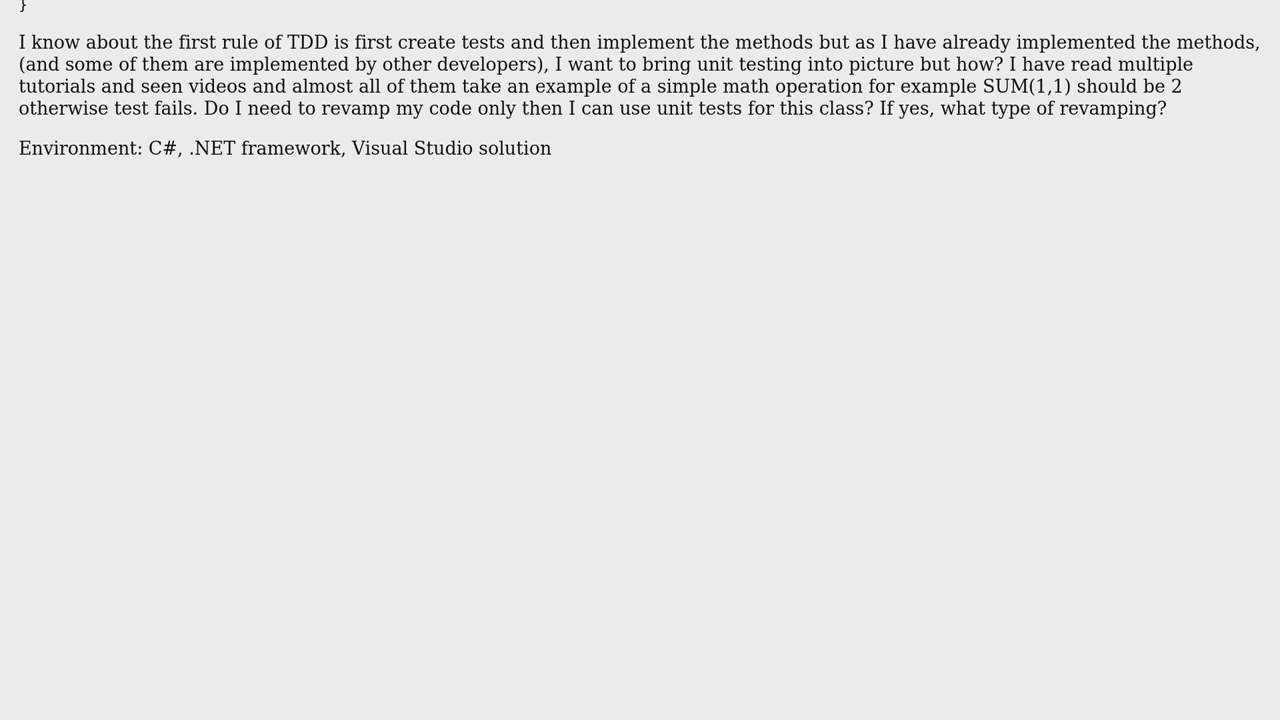 }
I know about the first rule of TDD is first create tests and then implement the methods but as I have already implemented the methods,
(and some of them are implemented by other developers), I want to bring unit testing into picture but how? I have read multiple
tutorials and seen videos and almost all of them take an example of a simple math operation for example SUM(1,1) should be 2
otherwise test fails. Do I need to revamp my code only then I can use unit tests for this class? If yes, what type of revamping?
Environment: C#, .NET framework, Visual Studio solution